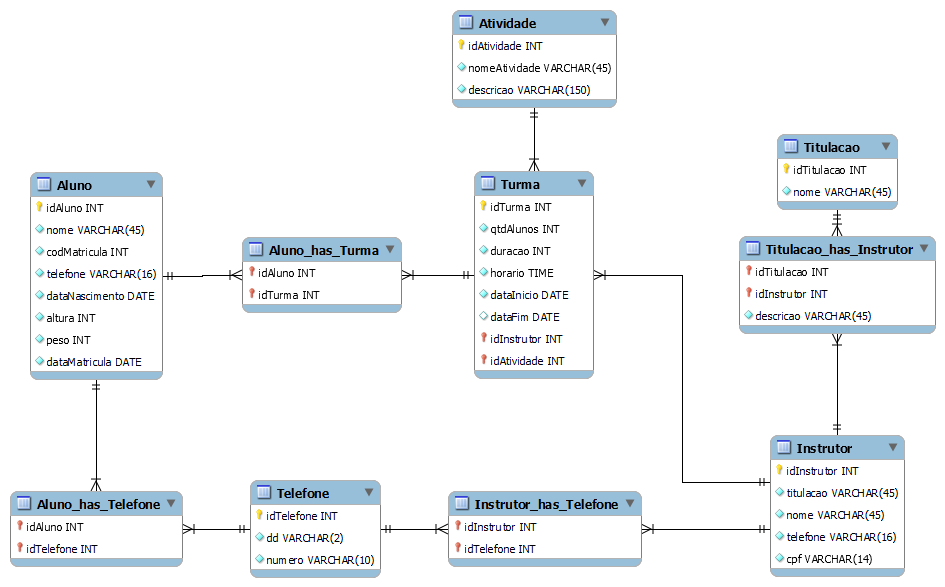 Atividade
idAtividade INT
nomeAtividade VARCHAR(45)
descricao VARCHAR(150)
Titulacao
idTitulacao INT
nome VARCHAR(45)
Aluno
idAluno INT
nome VARCHAR(45)
codMatricula INT
telefone VARCHAR(16)
dataNascimento DATE
altura INT
peso INT
dataMatricula DATE
Aluno_has_Turma
idAluno INT
idTurma INT
Turma
idTurma INT
qtdAlunos INT
duracao INT
horario TIME
dataInicio DATE
dataFim DATE
idInstrutor INT
idAtividade INT
Titulacao_has_Instrutor
idTitulacao INT
idInstrutor INT
descricao VARCHAR(45)
Aluno_has_Telefone
idAluno INT
idTelefone INT
Telefone
idTelefone INT
dd VARCHAR(2)
numero VARCHAR(10)
Instrutor_has_Telefone
idInstrutor INT
idTelefone INT
Instrutor
idInstrutor INT
titulacao VARCHAR(45)
nome VARCHAR(45)
telefone VARCHAR(16)
cpf VARCHAR(14)